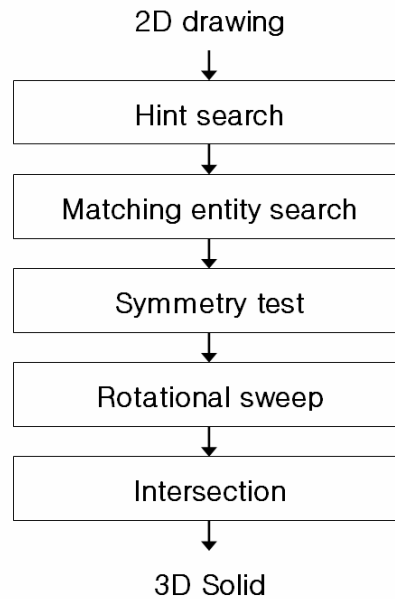 2D drawing
Hint search
Matching entity search
Symmetry test
Rotational sweep
Intersection
3D Solid